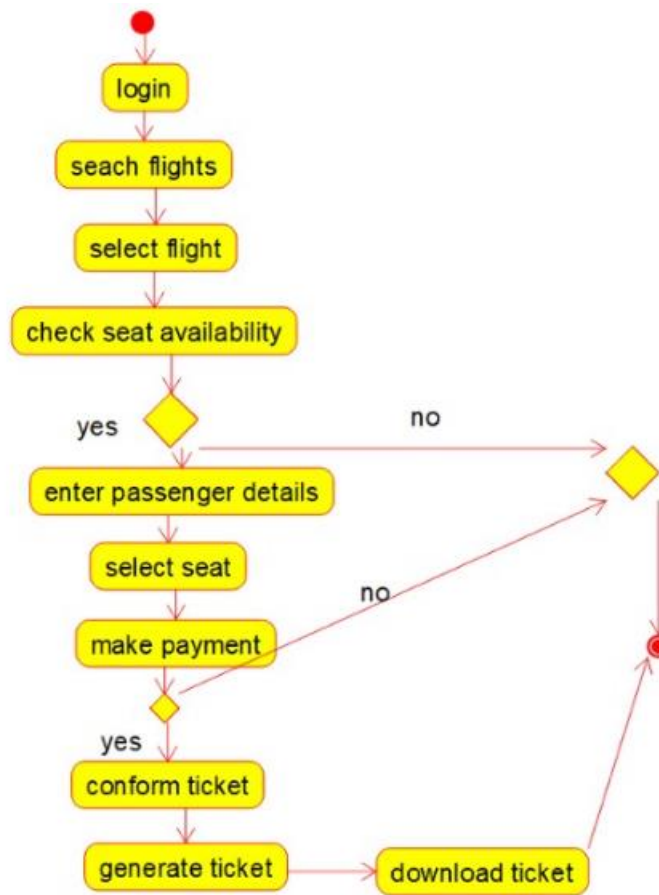 login
seach flights
select flight
check seat availability
yes
no
enter passenger details
select seat
no
make payment
yes
conform ticket
generate ticket
download ticket